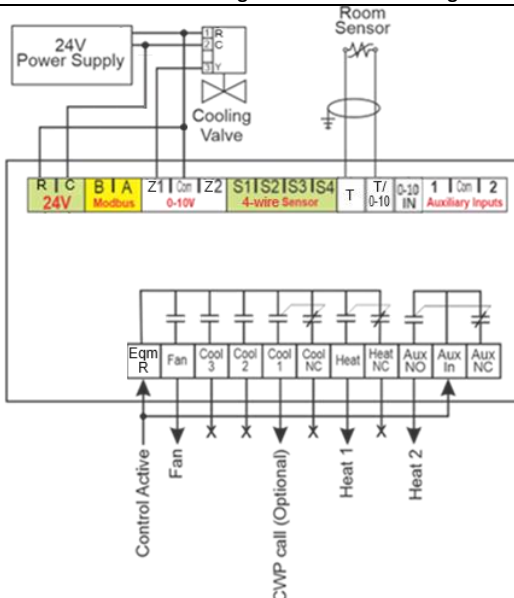 Room
Sensor
24V
Power Supply
1 R
2 C
3 Y
Cooling
Valve
R C B A Z1 Com Z2 S1 S2 S3 S4 T T/ 0-10 0-10 1 Com 2
24V Modbus 0-10V 4-wire Sensor IN Auxiliary Inputs
Eqm R
Fan
Cool 3
Cool 2
Cool 1
Cool NC
Heat
Heat NC
Aux NO
Aux In
Aux NC
Control Active
Fan
CWP call (Optional)
Heat 1
Heat 2